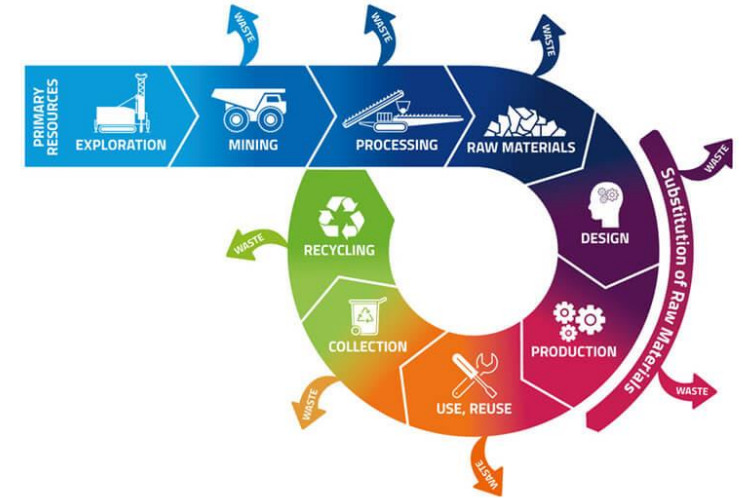 WASTE
WASTE
WASTE
PRIMARY
RESOURCES
EXPLORATION
MINING
PROCESSING
RAW MATERIALS
WASTE
Substitution of Raw Materials
DESIGN
RECYCLING
WASTE
PRODUCTION
COLLECTION
USE, REUSE
WASTE
WASTE
WASTE